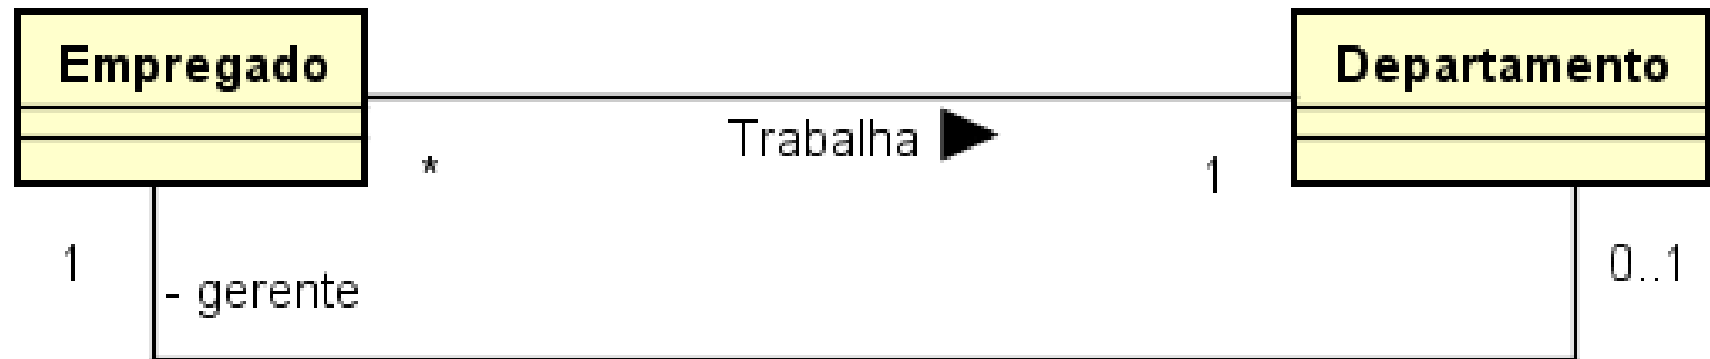 Empregado
Departamento
Trabalha ▶
*
1
1
- gerente
0..1